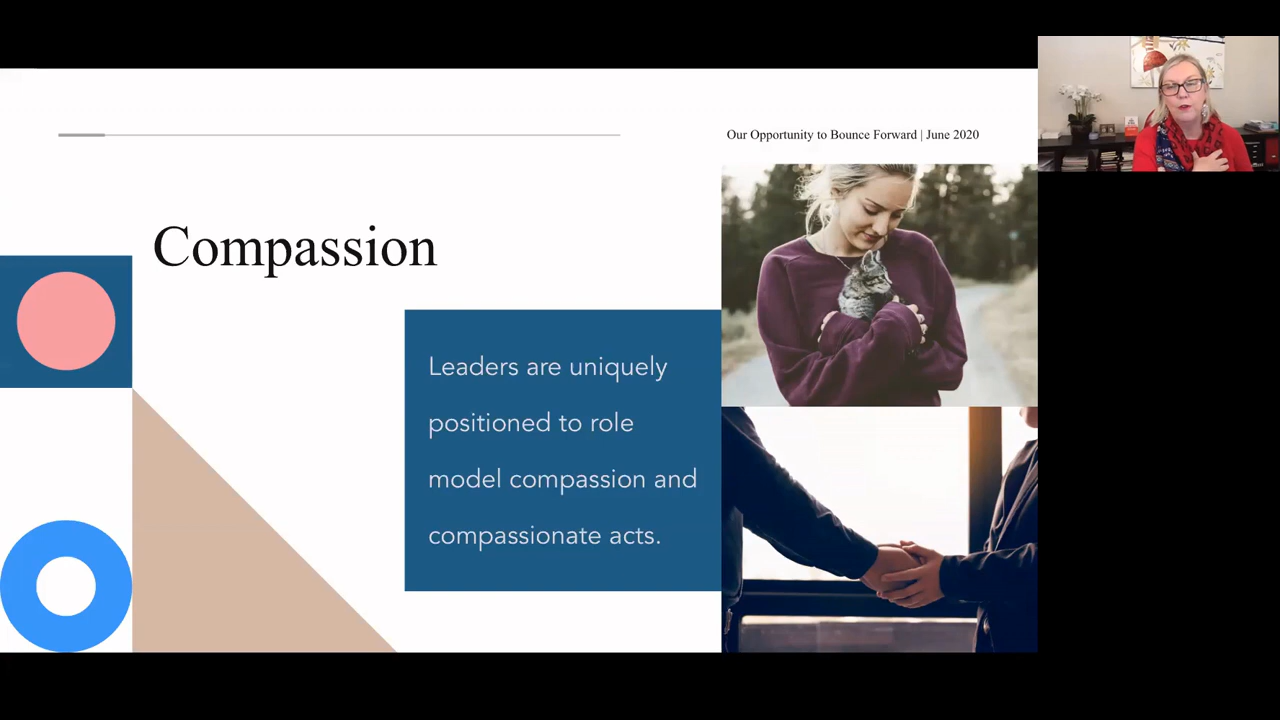 Our Opportunity to Bounce Forward | June 2020
Compassion
Leaders are uniquely
positioned to role
model compassion and
compassionate acts.